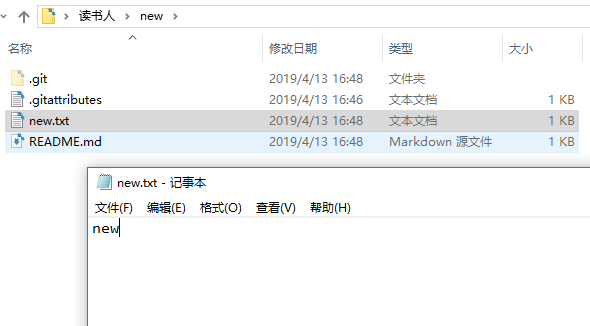 读书人 new
名称 修改日期 类型 大小
.git 2019/4/13 16:48 文件夹
.gitattributes 2019/4/13 16:46 文本文档 1 KB
new.txt 2019/4/13 16:48 文本文档 1 KB
README.md 2019/4/13 16:48 Markdown 源文件 1 KB
new.txt - 记事本
文件(F) 编辑(E) 格式(O) 查看(V) 帮助(H)
new